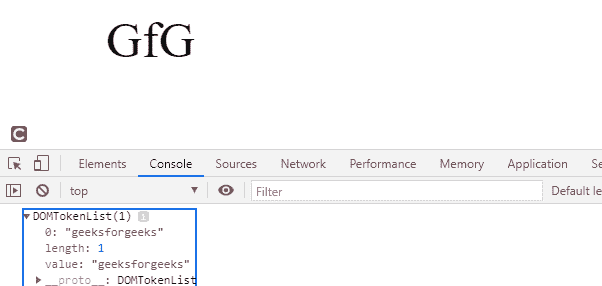 GfG
C
Elements Console Sources Network Performance Memory Application Se
top Filter Default le
DOMTokenList(1) i
0: "geeksforgeeks"
length: 1
value: "geeksforgeeks"
__proto__: DOMTokenList